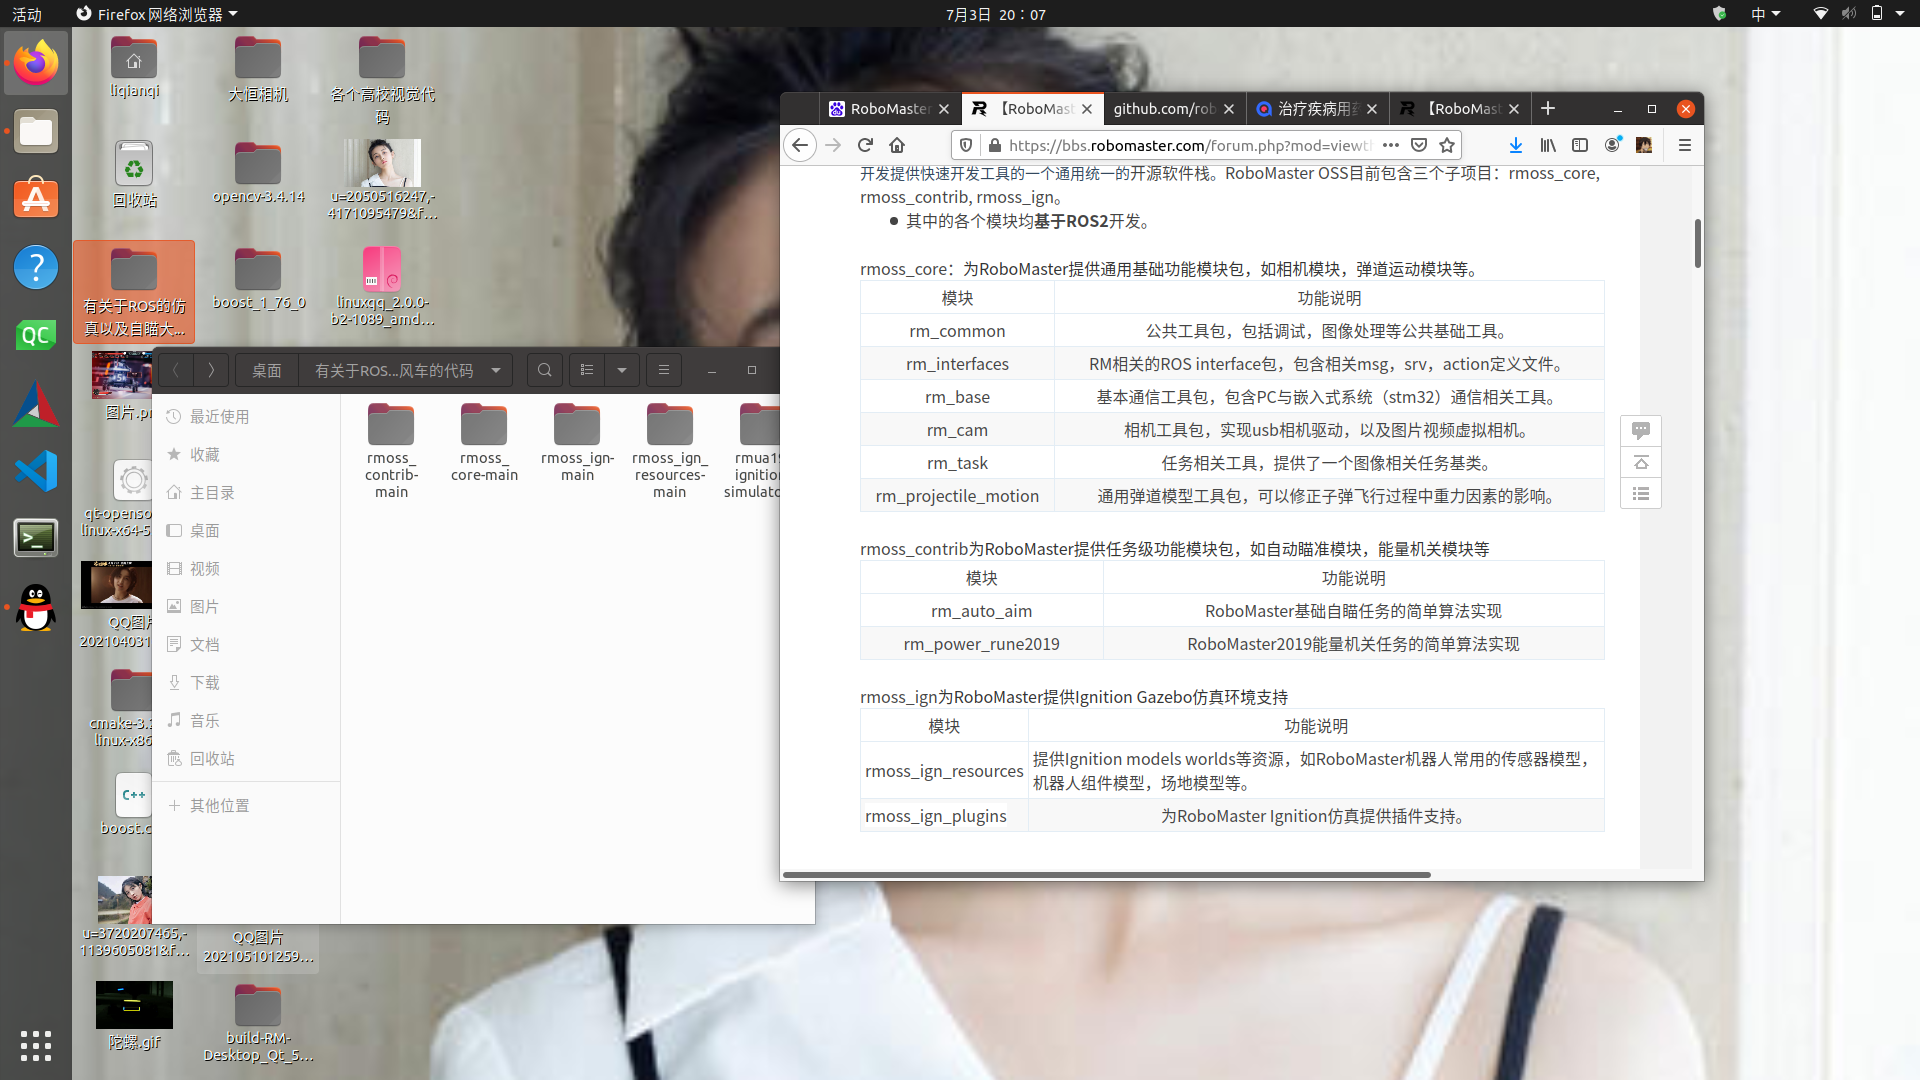 活动
Firefox 网络浏览器
7月3日 20：07
中
liqianqi
大恒相机
各个高校视觉代
码
回收站
opencv-3.4.14
u=2050516247,-
4171095479&f...
有关于ROS的仿
真以及自瞄大...
boost_1_76_0
linuxqq_2.0.0-
b2-1089_amd...
图片.pn
qt-openso
linux-x64-5
QQ图片
20210403
cmake-3.
linux-x86
C++
boost.c
u=3720207465,-
1139605081&f...
QQ图片
202105101259...
陀螺.gif
build-RM-
Desktop_Qt_5...
QC
桌面
有关于ROS...风车的代码
最近使用
收藏
主目录
桌面
视频
图片
文档
下载
音乐
回收站
其他位置
rmoss_
contrib-
main
rmoss_
core-main
rmoss_ign-
main
rmoss_ign_
resources-
main
rmua19
ignition
simulato
RoboMaster
【RoboMast
github.com/rob
治疗疾病用药
【RoboMast
https://bbs.robomaster.com/forum.php?mod=viewth
开发提供快速开发工具的一个通用统一的开源软件栈。RoboMaster OSS目前包含三个子项目：rmoss_core,
rmoss_contrib, rmoss_ign。
其中的各个模块均基于ROS2开发。
rmoss_core：为RoboMaster提供通用基础功能模块包，如相机模块，弹道运动模块等。
模块 功能说明
rm_common 公共工具包，包括调试，图像处理等公共基础工具。
rm_interfaces RM相关的ROS interface包，包含相关msg，srv，action定义文件。
rm_base 基本通信工具包，包含PC与嵌入式系统（stm32）通信相关工具。
rm_cam 相机工具包，实现usb相机驱动，以及图片视频虚拟相机。
rm_task 任务相关工具，提供了一个图像相关任务基类。
rm_projectile_motion 通用弹道模型工具包，可以修正子弹飞行过程中重力因素的影响。
rmoss_contrib为RoboMaster提供任务级功能模块包，如自动瞄准模块，能量机关模块等
模块 功能说明
rm_auto_aim RoboMaster基础自瞄任务的简单算法实现
rm_power_rune2019 RoboMaster2019能量机关任务的简单算法实现
rmoss_ign为RoboMaster提供Ignition Gazebo仿真环境支持
模块 功能说明
rmoss_ign_resources 提供Ignition models worlds等资源，如RoboMaster机器人常用的传感器模型，
机器人组件模型，场地模型等。
rmoss_ign_plugins 为RoboMaster Ignition仿真提供插件支持。